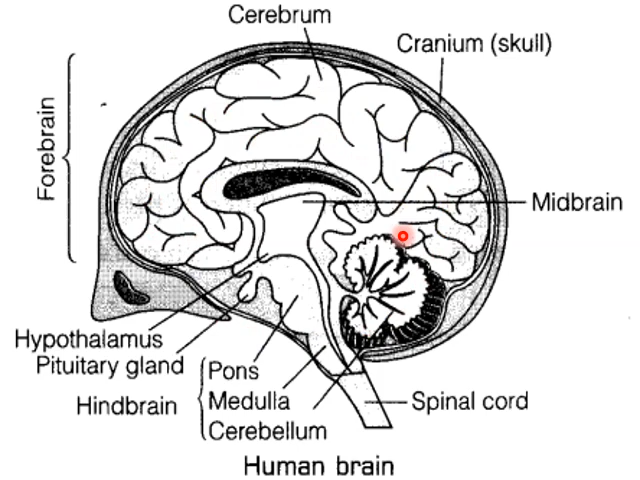 Cerebrum
Cranium (skull)
Forebrain
Midbrain
Hypothalamus
Pituitary gland
Hindbrain
Pons
Medulla
Cerebellum
Spinal cord
Human brain